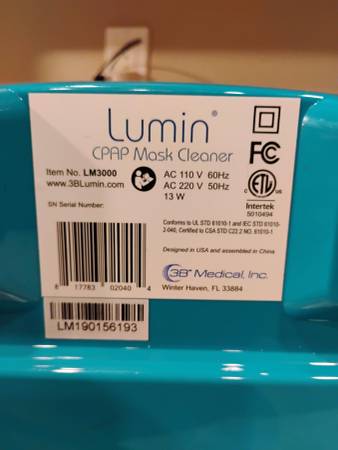 Lumin®
CPAP Mask Cleaner
Item No. LM3000
www.3BLumin.com
AC 110 V 60Hz
AC 220 V 50Hz
13 W
FC
ETL
Intertek
5010494
SN Serial Number:
Conforms to UL STD 61010-1 and IEC STD 61010-
2-040, Certified to CSA STD C22.2 NO. 61010-1
Designed in USA and assembled in China
3B Medical, Inc.
Winter Haven, FL 33884
8 17783 02040 4
LM190156193